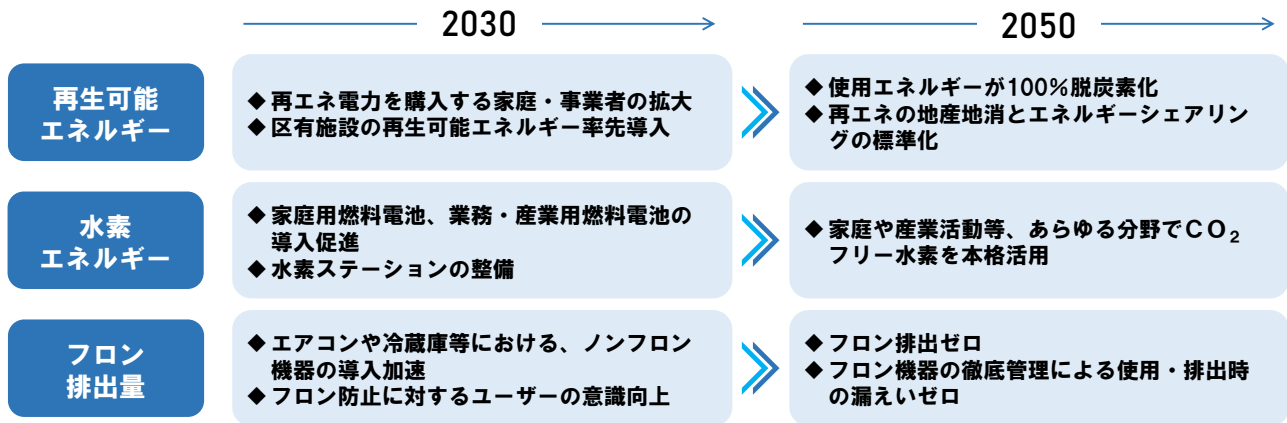 2030
2050
再生可能
エネルギー
◆再エネ電力を購入する家庭・事業者の拡大
◆区有施設の再生可能エネルギー率先導入
◆使用エネルギーが100%脱炭素化
◆再エネの地産地消とエネルギーシェアリン
グの標準化
水素
エネルギー
◆家庭用燃料電池、業務・産業用燃料電池の
導入促進
◆水素ステーションの整備
◆家庭や産業活動等、あらゆる分野でCO₂
フリー水素を本格活用
フロン
排出量
◆エアコンや冷蔵庫等における、ノンフロン
機器の導入加速
◆フロン防止に対するユーザーの意識向上
◆フロン排出ゼロ
◆フロン機器の徹底管理による使用・排出時
の漏えいゼロ